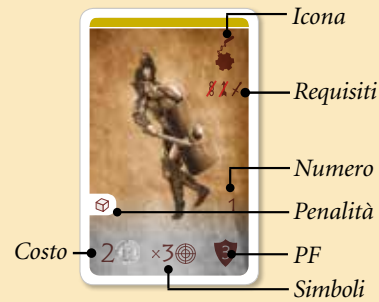 Icona
Requisiti
Numero
1
Penalità
Costo
2
×3
3
PF
Simboli